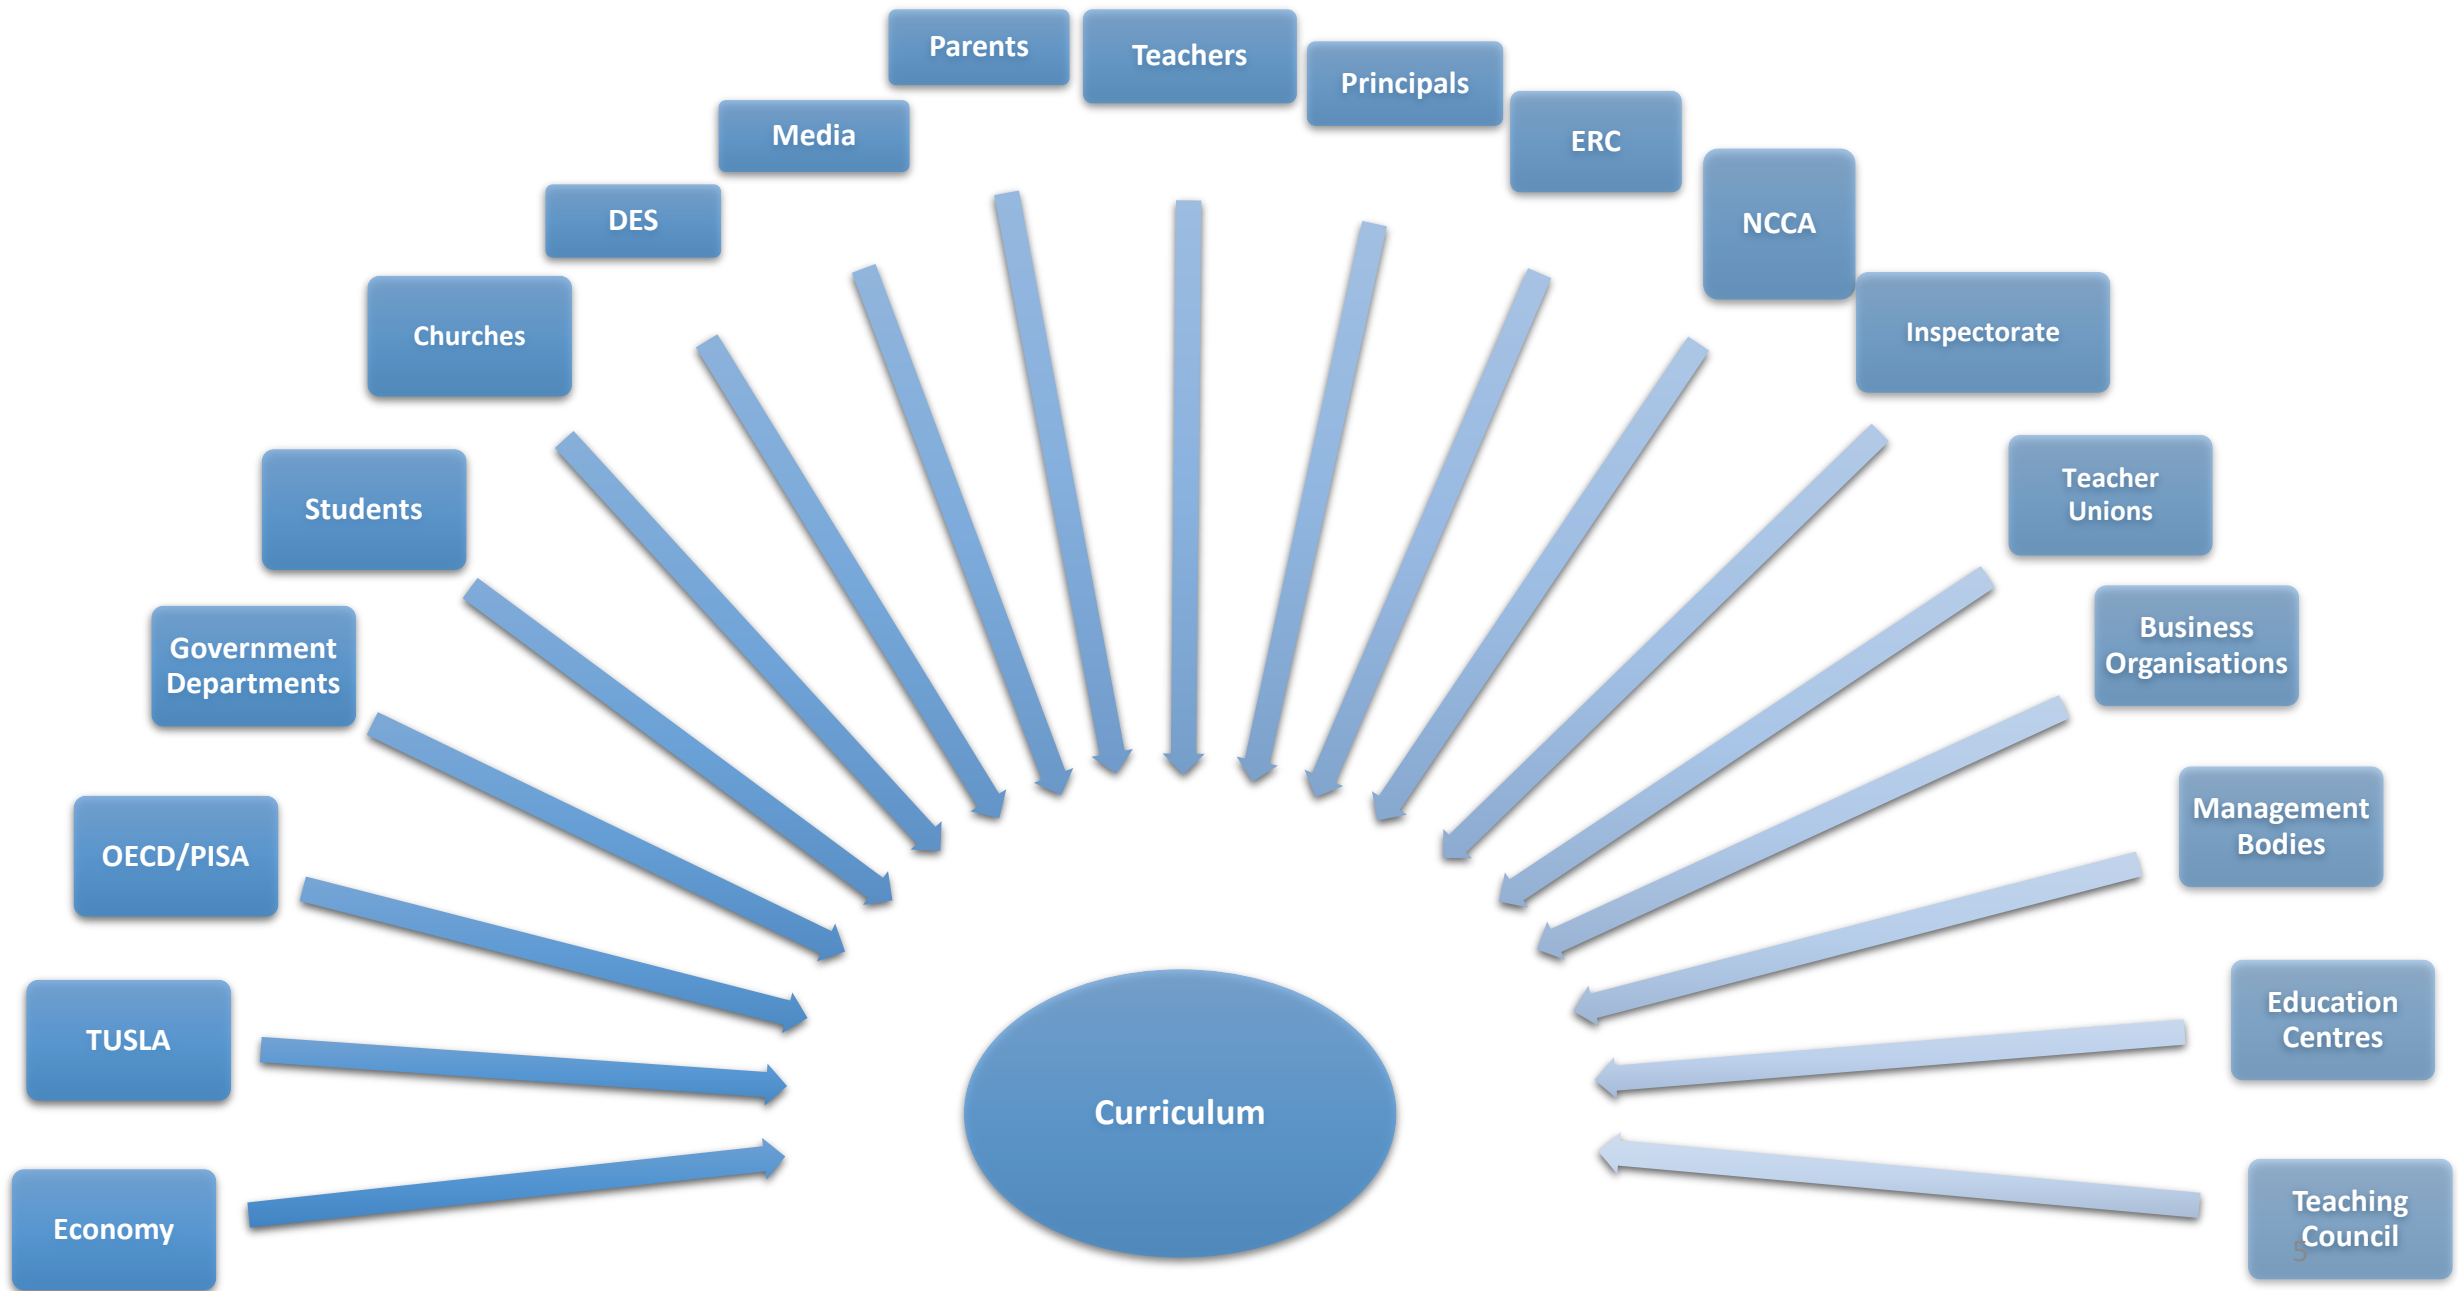 Parents
Teachers
Principals
Media
ERC
DES
NCCA
Churches
Inspectorate
Students
Teacher
Unions
Government
Departments
Business
Organisations
OECD/PISA
Management
Bodies
TUSLA
Education
Centres
Curriculum
Economy
Teaching
Council
5